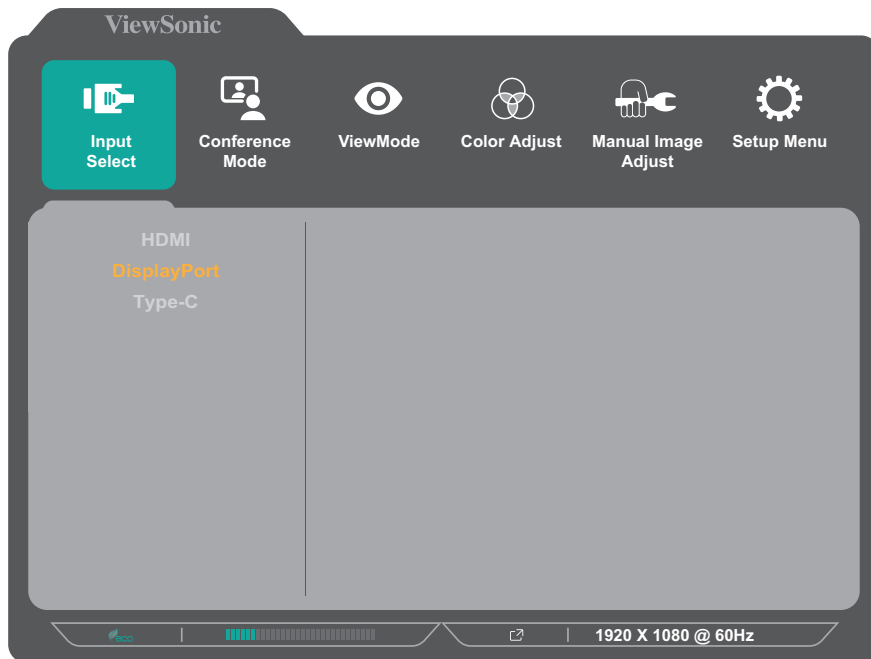 ViewSonic
Input
Select
Conference
Mode
ViewMode
Color Adjust
Manual Image
Adjust
Setup Menu
HDMI
DisplayPort
Type-C
eco
1920 X 1080 @ 60Hz